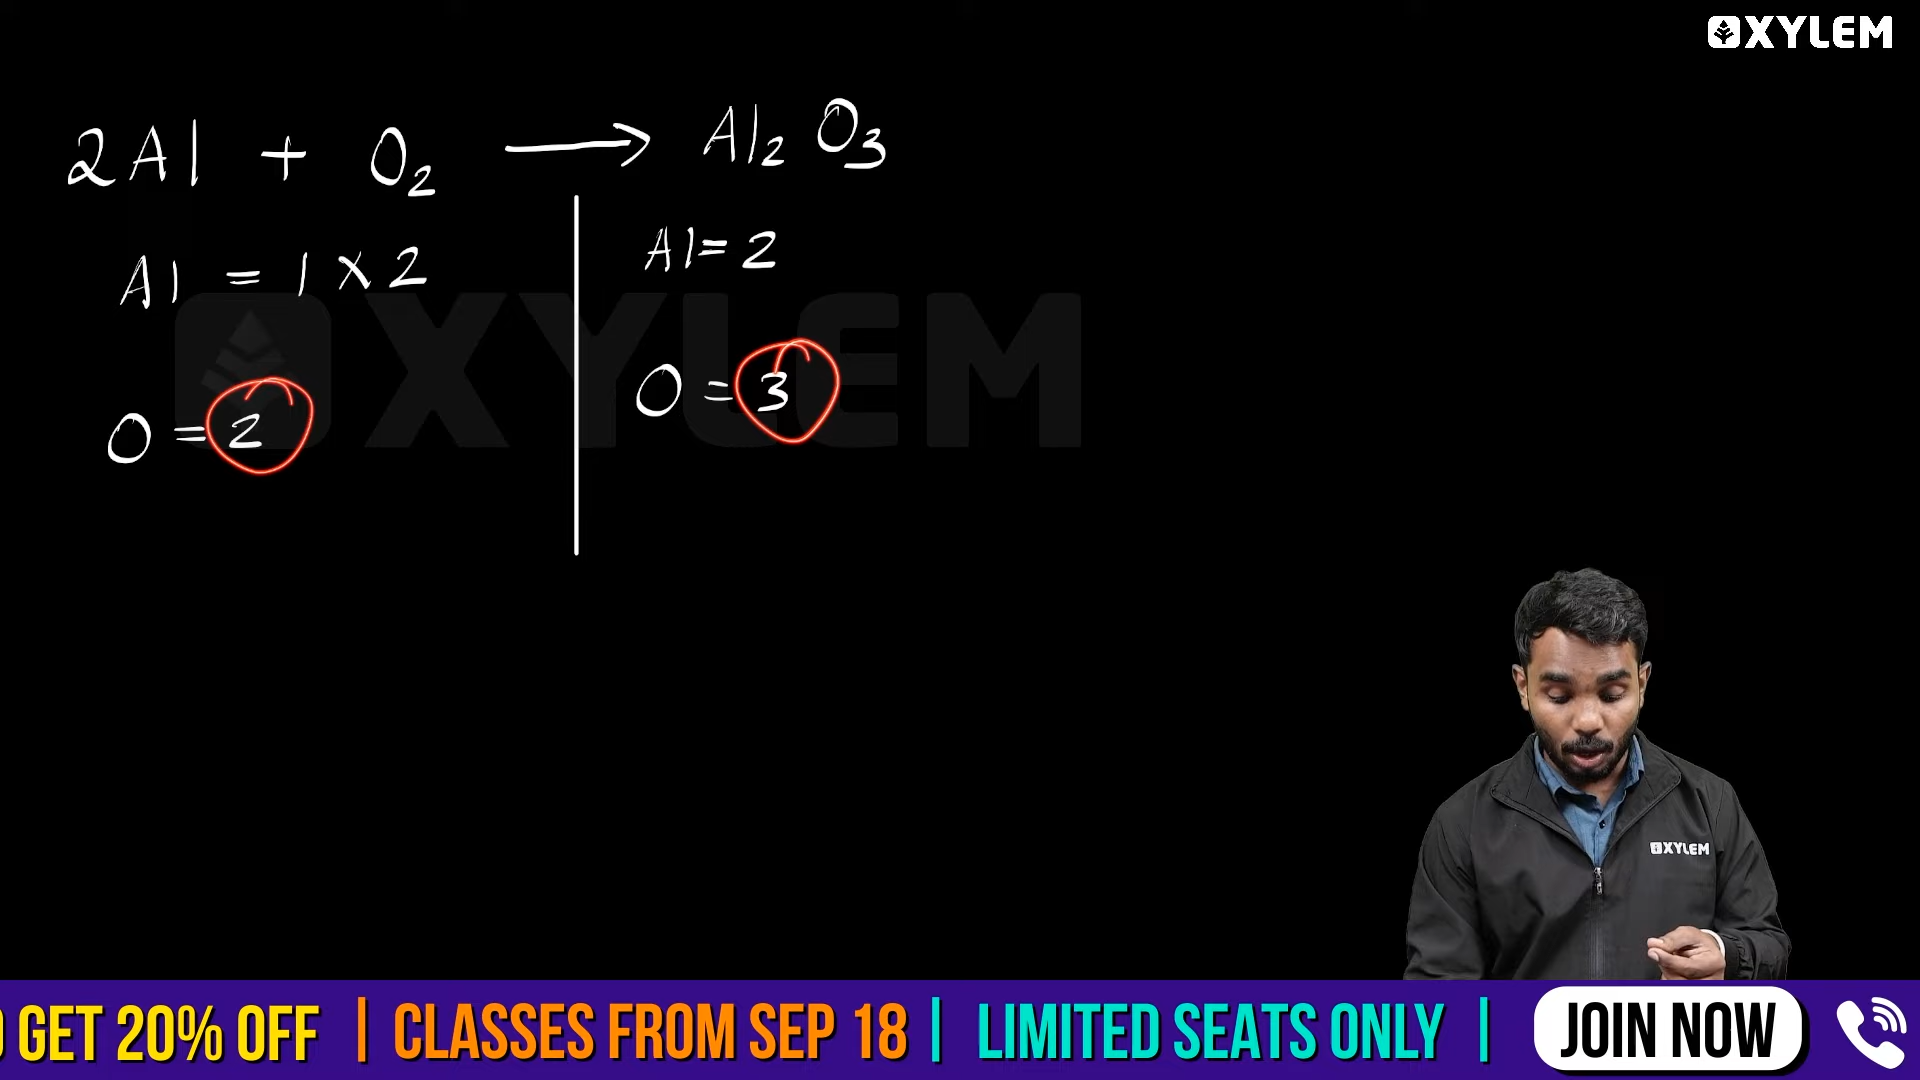 XYLEM
2Al + O₂ → Al₂O₃
Al = 1 × 2
Al = 2
XYLEM
O = 2
O = 3
XYLEM
GET 20% OFF | CLASSES FROM SEP 18 | LIMITED SEATS ONLY | JOIN NOW